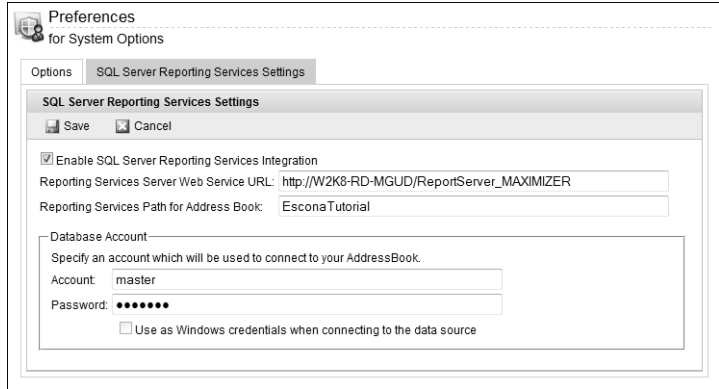 Preferences
for System Options
Options SQL Server Reporting Services Settings
SQL Server Reporting Services Settings
Save Cancel
Enable SQL Server Reporting Services Integration
Reporting Services Server Web Service URL: http://W2K8-RD-MGUD/ReportServer_MAXIMIZER
Reporting Services Path for Address Book: EsconaTutorial
Database Account
Specify an account which will be used to connect to your AddressBook.
Account: master
Password: •••••••
Use as Windows credentials when connecting to the data source